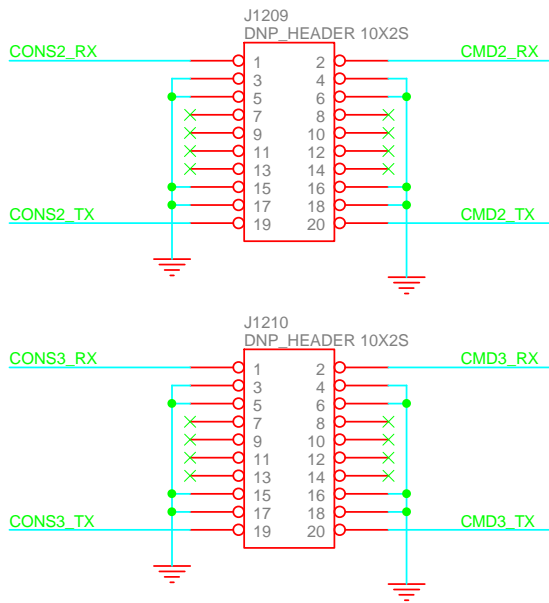 J1209
DNP_HEADER 10X2S
CONS2_RX 1 2 CMD2_RX
3 4
5 6
7 8
9 10
11 12
13 14
15 16
17 18
CONS2_TX 19 20 CMD2_TX
J1210
DNP_HEADER 10X2S
CONS3_RX 1 2 CMD3_RX
3 4
5 6
7 8
9 10
11 12
13 14
15 16
17 18
CONS3_TX 19 20 CMD3_TX